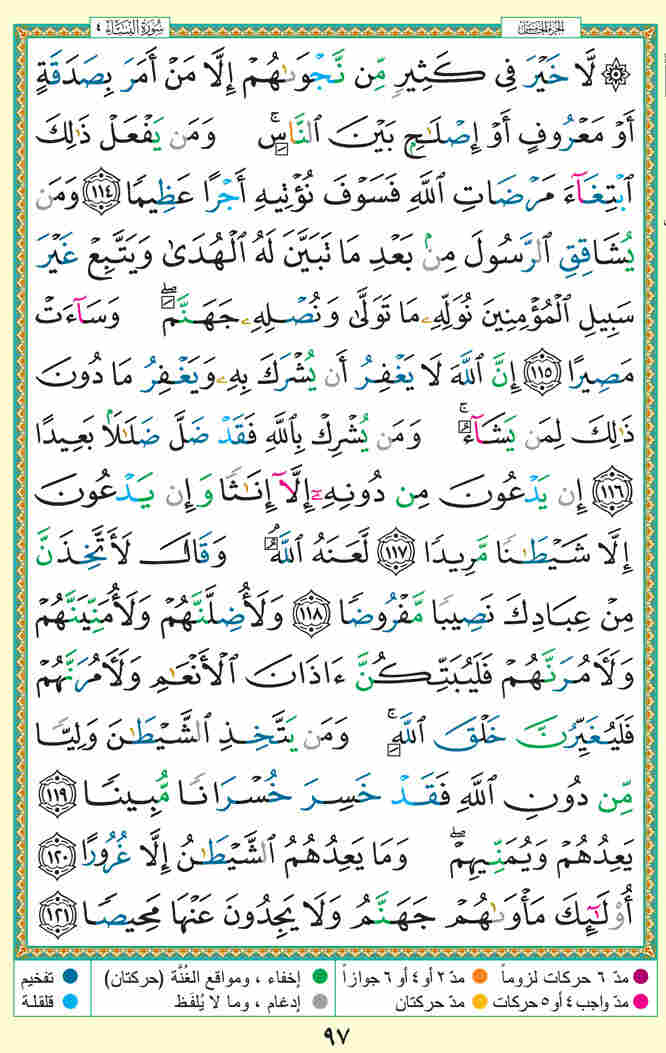 الجزء الخامس
سورة النساء ٤
۞ لَّا خَيْرَ فِى كَثِيرٍ مِّن نَّجْوَىٰهُمْ إِلَّا مَنْ أَمَرَ بِصَدَقَةٍ
أَوْ مَعْرُوفٍ أَوْ إِصْلَٰحٍۭ بَيْنَ ٱلنَّاسِ ۚ وَمَن يَفْعَلْ ذَٰلِكَ
ٱبْتِغَآءَ مَرْضَاتِ ٱللَّهِ فَسَوْفَ نُؤْتِيهِ أَجْرًا عَظِيمًا ١١٤ وَمَن
يُشَاقِقِ ٱلرَّسُولَ مِنۢ بَعْدِ مَا تَبَيَّنَ لَهُ ٱلْهُدَىٰ وَيَتَّبِعْ غَيْرَ
سَبِيلِ ٱلْمُؤْمِنِينَ نُوَلِّهِۦ مَا تَوَلَّىٰ وَنُصْلِهِۦ جَهَنَّمَ ۖ وَسَآءَتْ
مَصِيرًا ١١٥ إِنَّ ٱللَّهَ لَا يَغْفِرُ أَن يُشْرَكَ بِهِۦ وَيَغْفِرُ مَا دُونَ
ذَٰلِكَ لِمَن يَشَآءُ ۚ وَمَن يُشْرِكْ بِٱللَّهِ فَقَدْ ضَلَّ ضَلَٰلًۢا بَعِيدًا
١١٦ إِن يَدْعُونَ مِن دُونِهِۦٓ إِلَّآ إِنَٰثًا وَإِن يَدْعُونَ
إِلَّا شَيْطَٰنًا مَّرِيدًا ١١٧ لَّعَنَهُ ٱللَّهُ ۘ وَقَالَ لَأَتَّخِذَنَّ
مِنْ عِبَادِكَ نَصِيبًا مَّفْرُوضًا ١١٨ وَلَأُضِلَّنَّهُمْ وَلَأُمَنِّيَنَّهُمْ
وَلَءَامُرَنَّهُمْ فَلَيُبَتِّكُنَّ ءَاذَانَ ٱلْأَنْعَٰمِ وَلَءَامُرَنَّهُمْ
فَلَيُغَيِّرُنَّ خَلْقَ ٱللَّهِ ۚ وَمَن يَتَّخِذِ ٱلشَّيْطَٰنَ وَلِيًّا
مِّن دُونِ ٱللَّهِ فَقَدْ خَسِرَ خُسْرَانًا مُّبِينًا ١١٩
يَعِدُهُمْ وَيُمَنِّيهِمْ ۖ وَمَا يَعِدُهُمُ ٱلشَّيْطَٰنُ إِلَّا غُرُورًا ١٢٠
أُو۟لَٰٓئِكَ مَأْوَىٰهُمْ جَهَنَّمُ وَلَا يَجِدُونَ عَنْهَا مَحِيصًا ١٢١
مدّ ٦ حركات لزوماً مدّ ٢ أو ٤ أو ٦ جوازاً إخفاء ، ومواقع الغُنَّة (حركتان) تفخيم
مدّ واجب ٤ أو ٥ حركات مدّ حركتان إدغام ، وما لا يُلفَظ قلقلة
٩٧